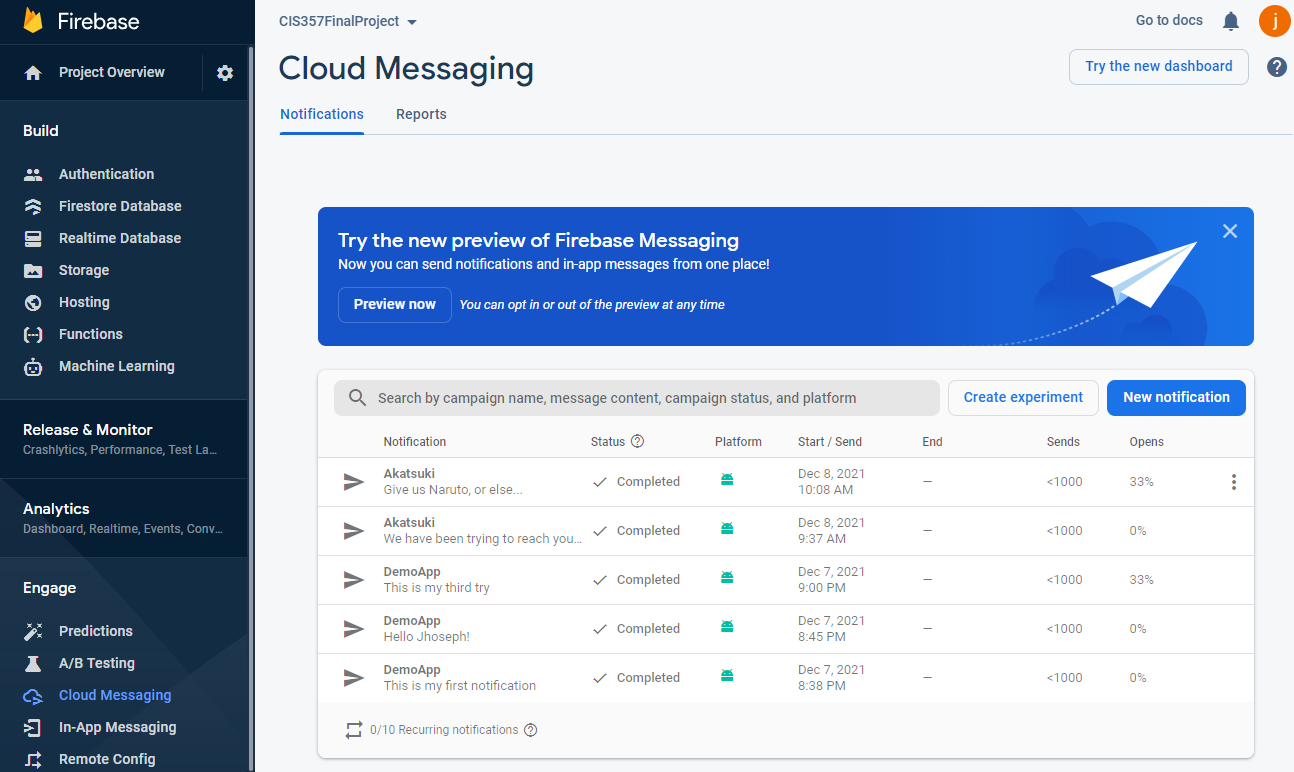 Firebase
Project Overview
Build
Authentication
Firestore Database
Realtime Database
Storage
Hosting
Functions
Machine Learning
Release & Monitor
Crashlytics, Performance, Test La...
Analytics
Dashboard, Realtime, Events, Conv...
Engage
Predictions
A/B Testing
Cloud Messaging
In-App Messaging
Remote Config
CIS357FinalProject
Go to docs
j
Cloud Messaging
Try the new dashboard
?
Notifications Reports
Try the new preview of Firebase Messaging
Now you can send notifications and in-app messages from one place!
Preview now You can opt in or out of the preview at any time
Search by campaign name, message content, campaign status, and platform
Create experiment
New notification
Notification Status ? Platform Start / Send End Sends Opens
Akatsuki
Give us Naruto, or else...
Completed
Dec 8, 2021
10:08 AM
—
<1000
33%
Akatsuki
We have been trying to reach you...
Completed
Dec 8, 2021
9:37 AM
—
<1000
0%
DemoApp
This is my third try
Completed
Dec 7, 2021
9:00 PM
—
<1000
33%
DemoApp
Hello Jhoseph!
Completed
Dec 7, 2021
8:45 PM
—
<1000
0%
DemoApp
This is my first notification
Completed
Dec 7, 2021
8:38 PM
—
<1000
0%
0/10 Recurring notifications ?